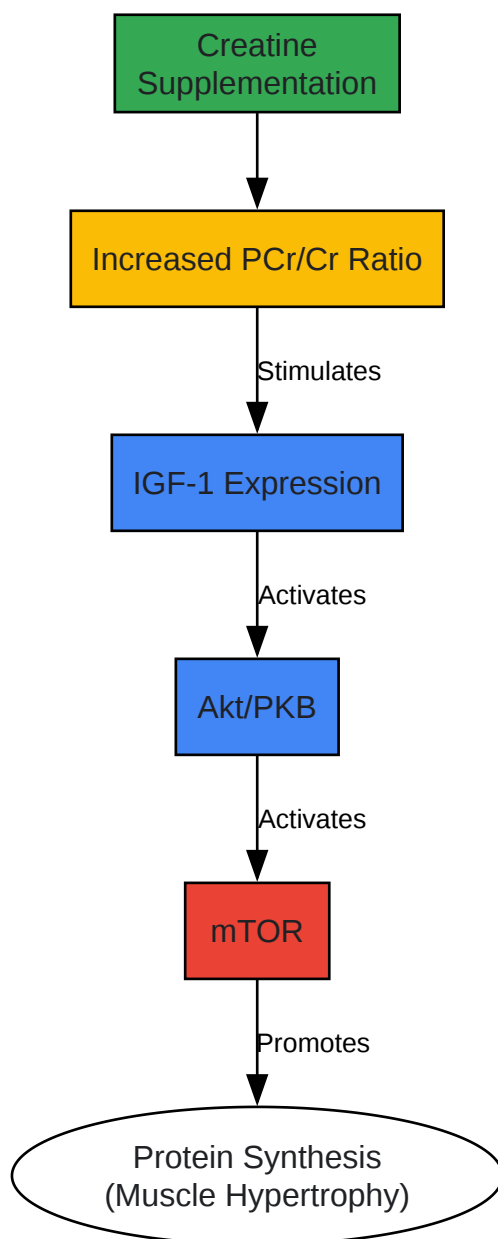 Creatine
Supplementation
Increased PCr/Cr Ratio
Stimulates
IGF-1 Expression
Activates
Akt/PKB
Activates
mTOR
Promotes
Protein Synthesis
(Muscle Hypertrophy)